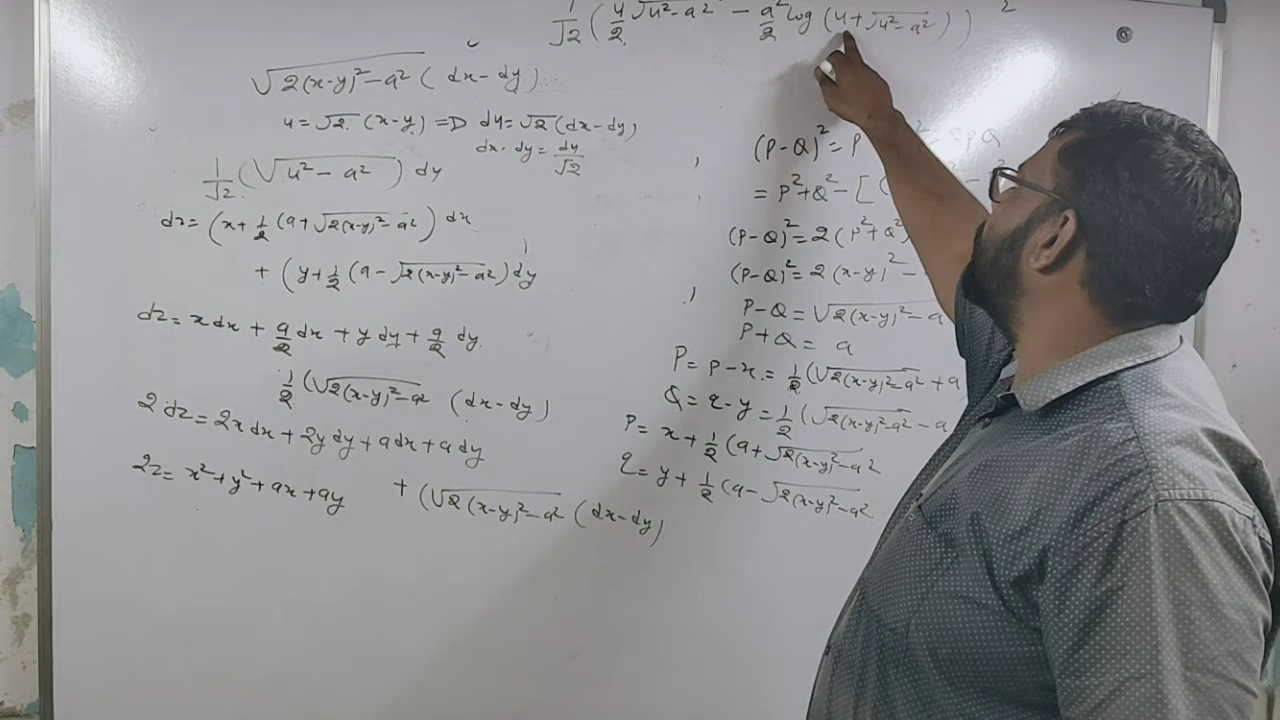 1/√2 ( u/2 √u²-a² - a²/2 log (u+√u²-a²) ) 2
√2(x-y)²-a² ( dx-dy )
u = √2 (x-y) => du = √2 (dx-dy)
dx-dy = du/√2
1/√2 ( √u² - a² ) du
dz = (x + 1/2 (a + √2(x-y)²-a² ) dx
+ (y + 1/2 (a - √2(x-y)²-a² ) dy
dz = x dx + a/2 dx + y dy + a/2 dy
1/2 (√2(x-y)²-a² (dx-dy)
2dz = 2x dx + 2y dy + a dx + a dy
2z = x² + y² + ax + ay
+ (√2(x-y)²-a² (dx-dy)
(P-Q)² = P = 2PQ
= P² + Q² - [
(P-Q)² = 2(P²+Q²)
(P-Q)² = 2(x-y)² -
P-Q = √2(x-y)²-a
P+Q = a
P = p-x = 1/2 (√2(x-y)²-a² + a
Q = q-y = 1/2 (√2(x-y)²-a² - a
P = x + 1/2 (a + √2(x-y)²-a²
q = y + 1/2 (a - √2(x-y)²-a²